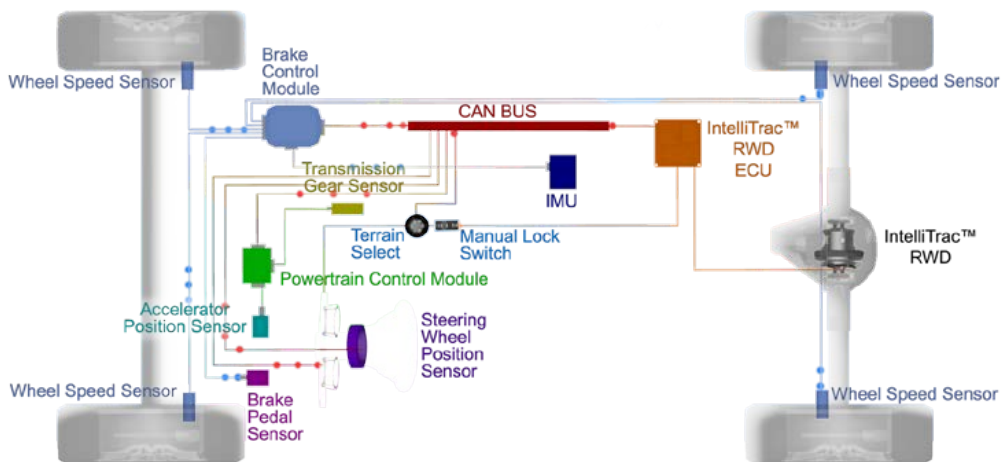 Wheel Speed Sensor
Brake
Control
Module
CAN BUS
Wheel Speed Sensor
IntelliTrac™
RWD
ECU
Transmission
Gear Sensor
IMU
Terrain
Select
Manual Lock
Switch
IntelliTrac™
RWD
Powertrain Control Module
Accelerator
Position Sensor
Steering
Wheel
Position
Sensor
Wheel Speed Sensor
Brake
Pedal
Sensor
Wheel Speed Sensor